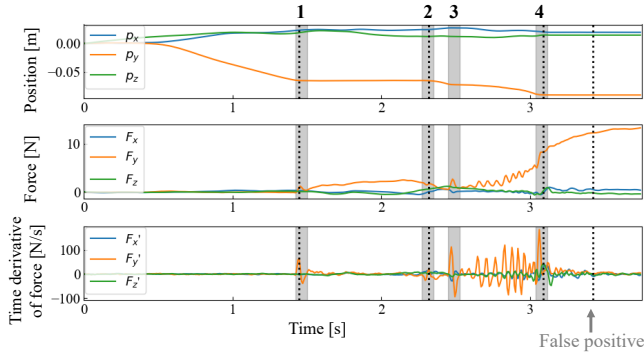 1 2 3 4
Position [m]
0.00
−0.05
p_x
p_y
p_z
0 1 2 3
Force [N]
10
0
F_x
F_y
F_z
0 1 2 3
Time derivative
of force [N/s]
100
0
−100
F_x'
F_y'
F_z'
0 1 2 3
Time [s]
False positive